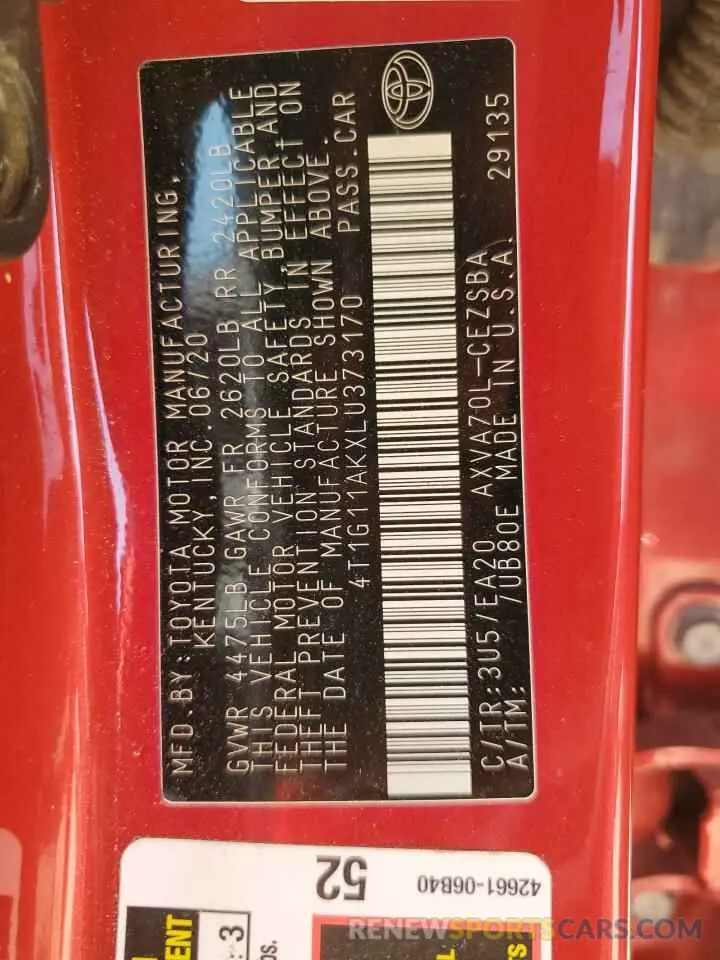 MFD. BY: TOYOTA MOTOR MANUFACTURING,
KENTUCKY, INC. 06/20
GVWR 4475LB GAWR FR 2620LB RR 2420LB
THIS VEHICLE CONFORMS TO ALL APPLICABLE
FEDERAL MOTOR VEHICLE SAFETY, BUMPER, AND
THEFT PREVENTION STANDARDS IN EFFECT ON
THE DATE OF MANUFACTURE SHOWN ABOVE.
4T1G11AKXLU373170 PASS. CAR
C/TR: 3U5/EA20 AXVA70L-CEZSBA
A/TM: /UB80E MADE IN U.S.A. 29135
52
42661-06B40
3
RENEWSPORTSCARS.COM